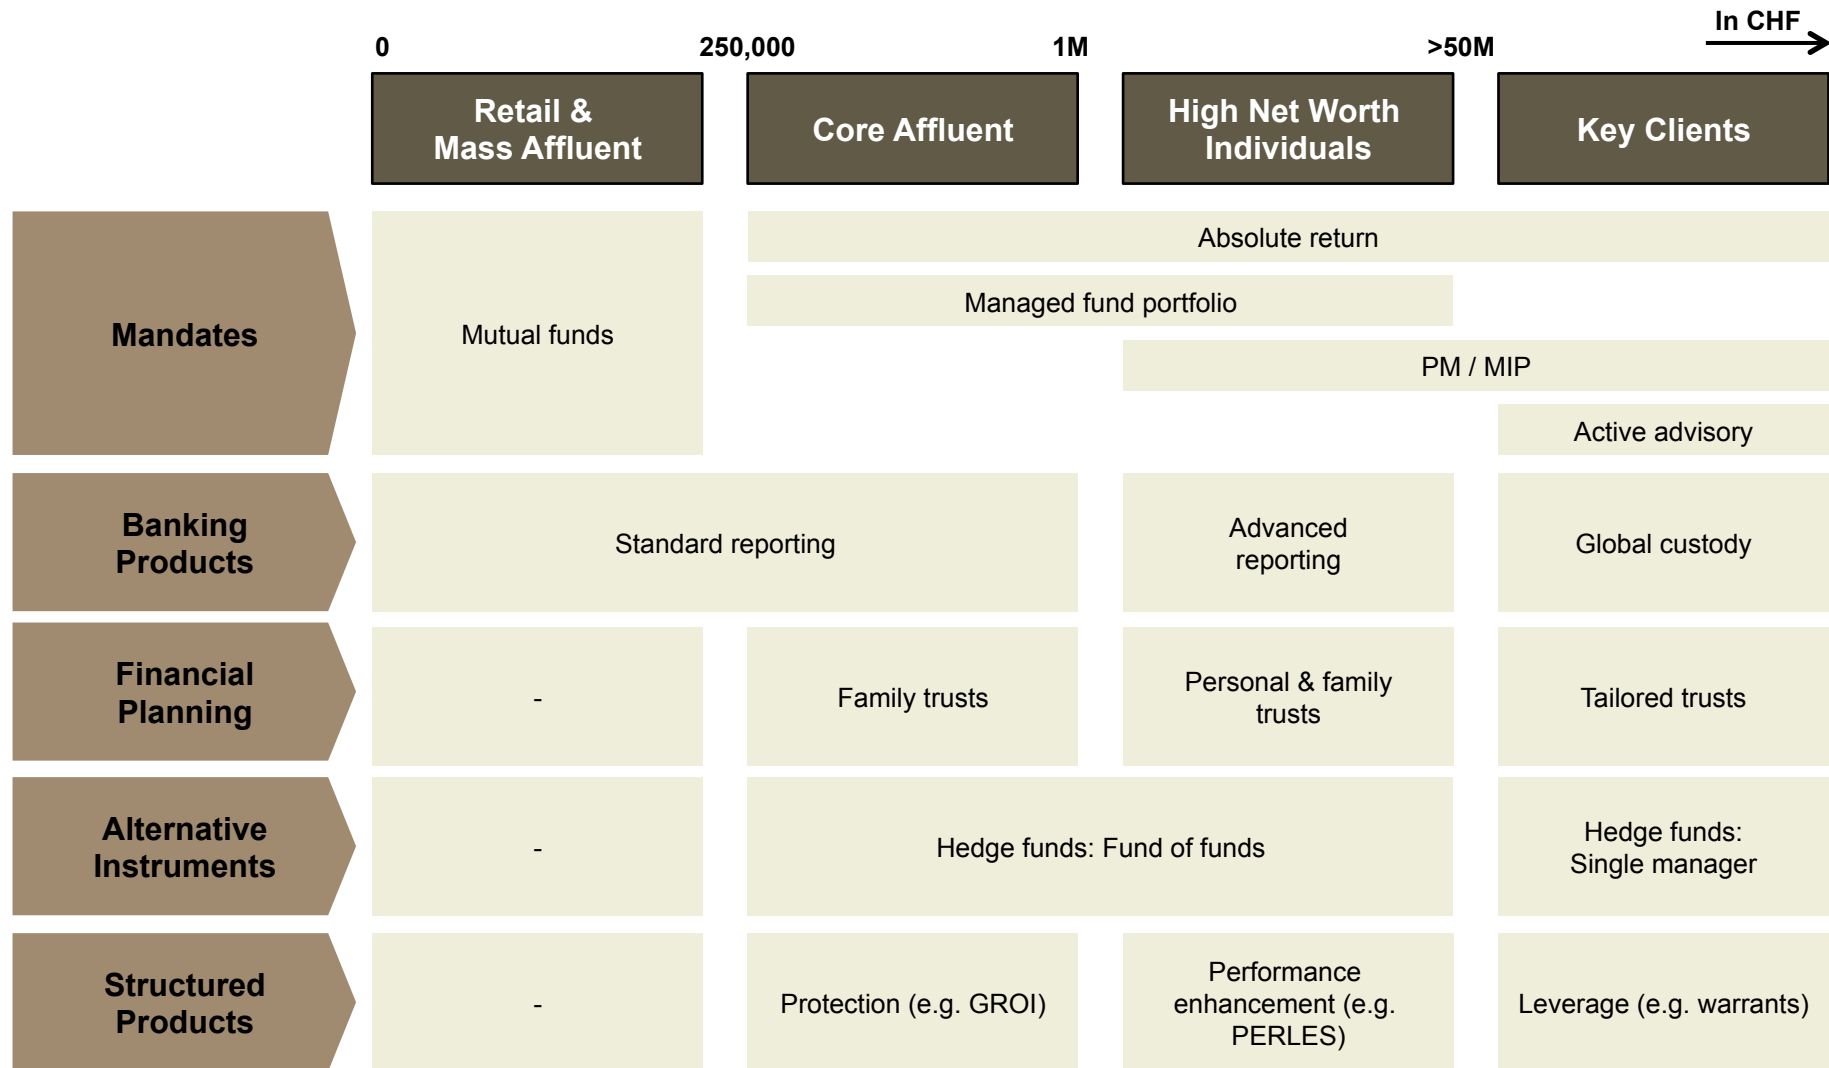 In CHF
0
250,000
1M
>50M
Retail &
Mass Affluent
Core Affluent
High Net Worth
Individuals
Key Clients
Mandates
Mutual funds
Absolute return
Managed fund portfolio
PM / MIP
Active advisory
Banking
Products
Standard reporting
Advanced
reporting
Global custody
Financial
Planning
-
Family trusts
Personal & family
trusts
Tailored trusts
Alternative
Instruments
-
Hedge funds: Fund of funds
Hedge funds:
Single manager
Structured
Products
-
Protection (e.g. GROI)
Performance
enhancement (e.g.
PERLES)
Leverage (e.g. warrants)